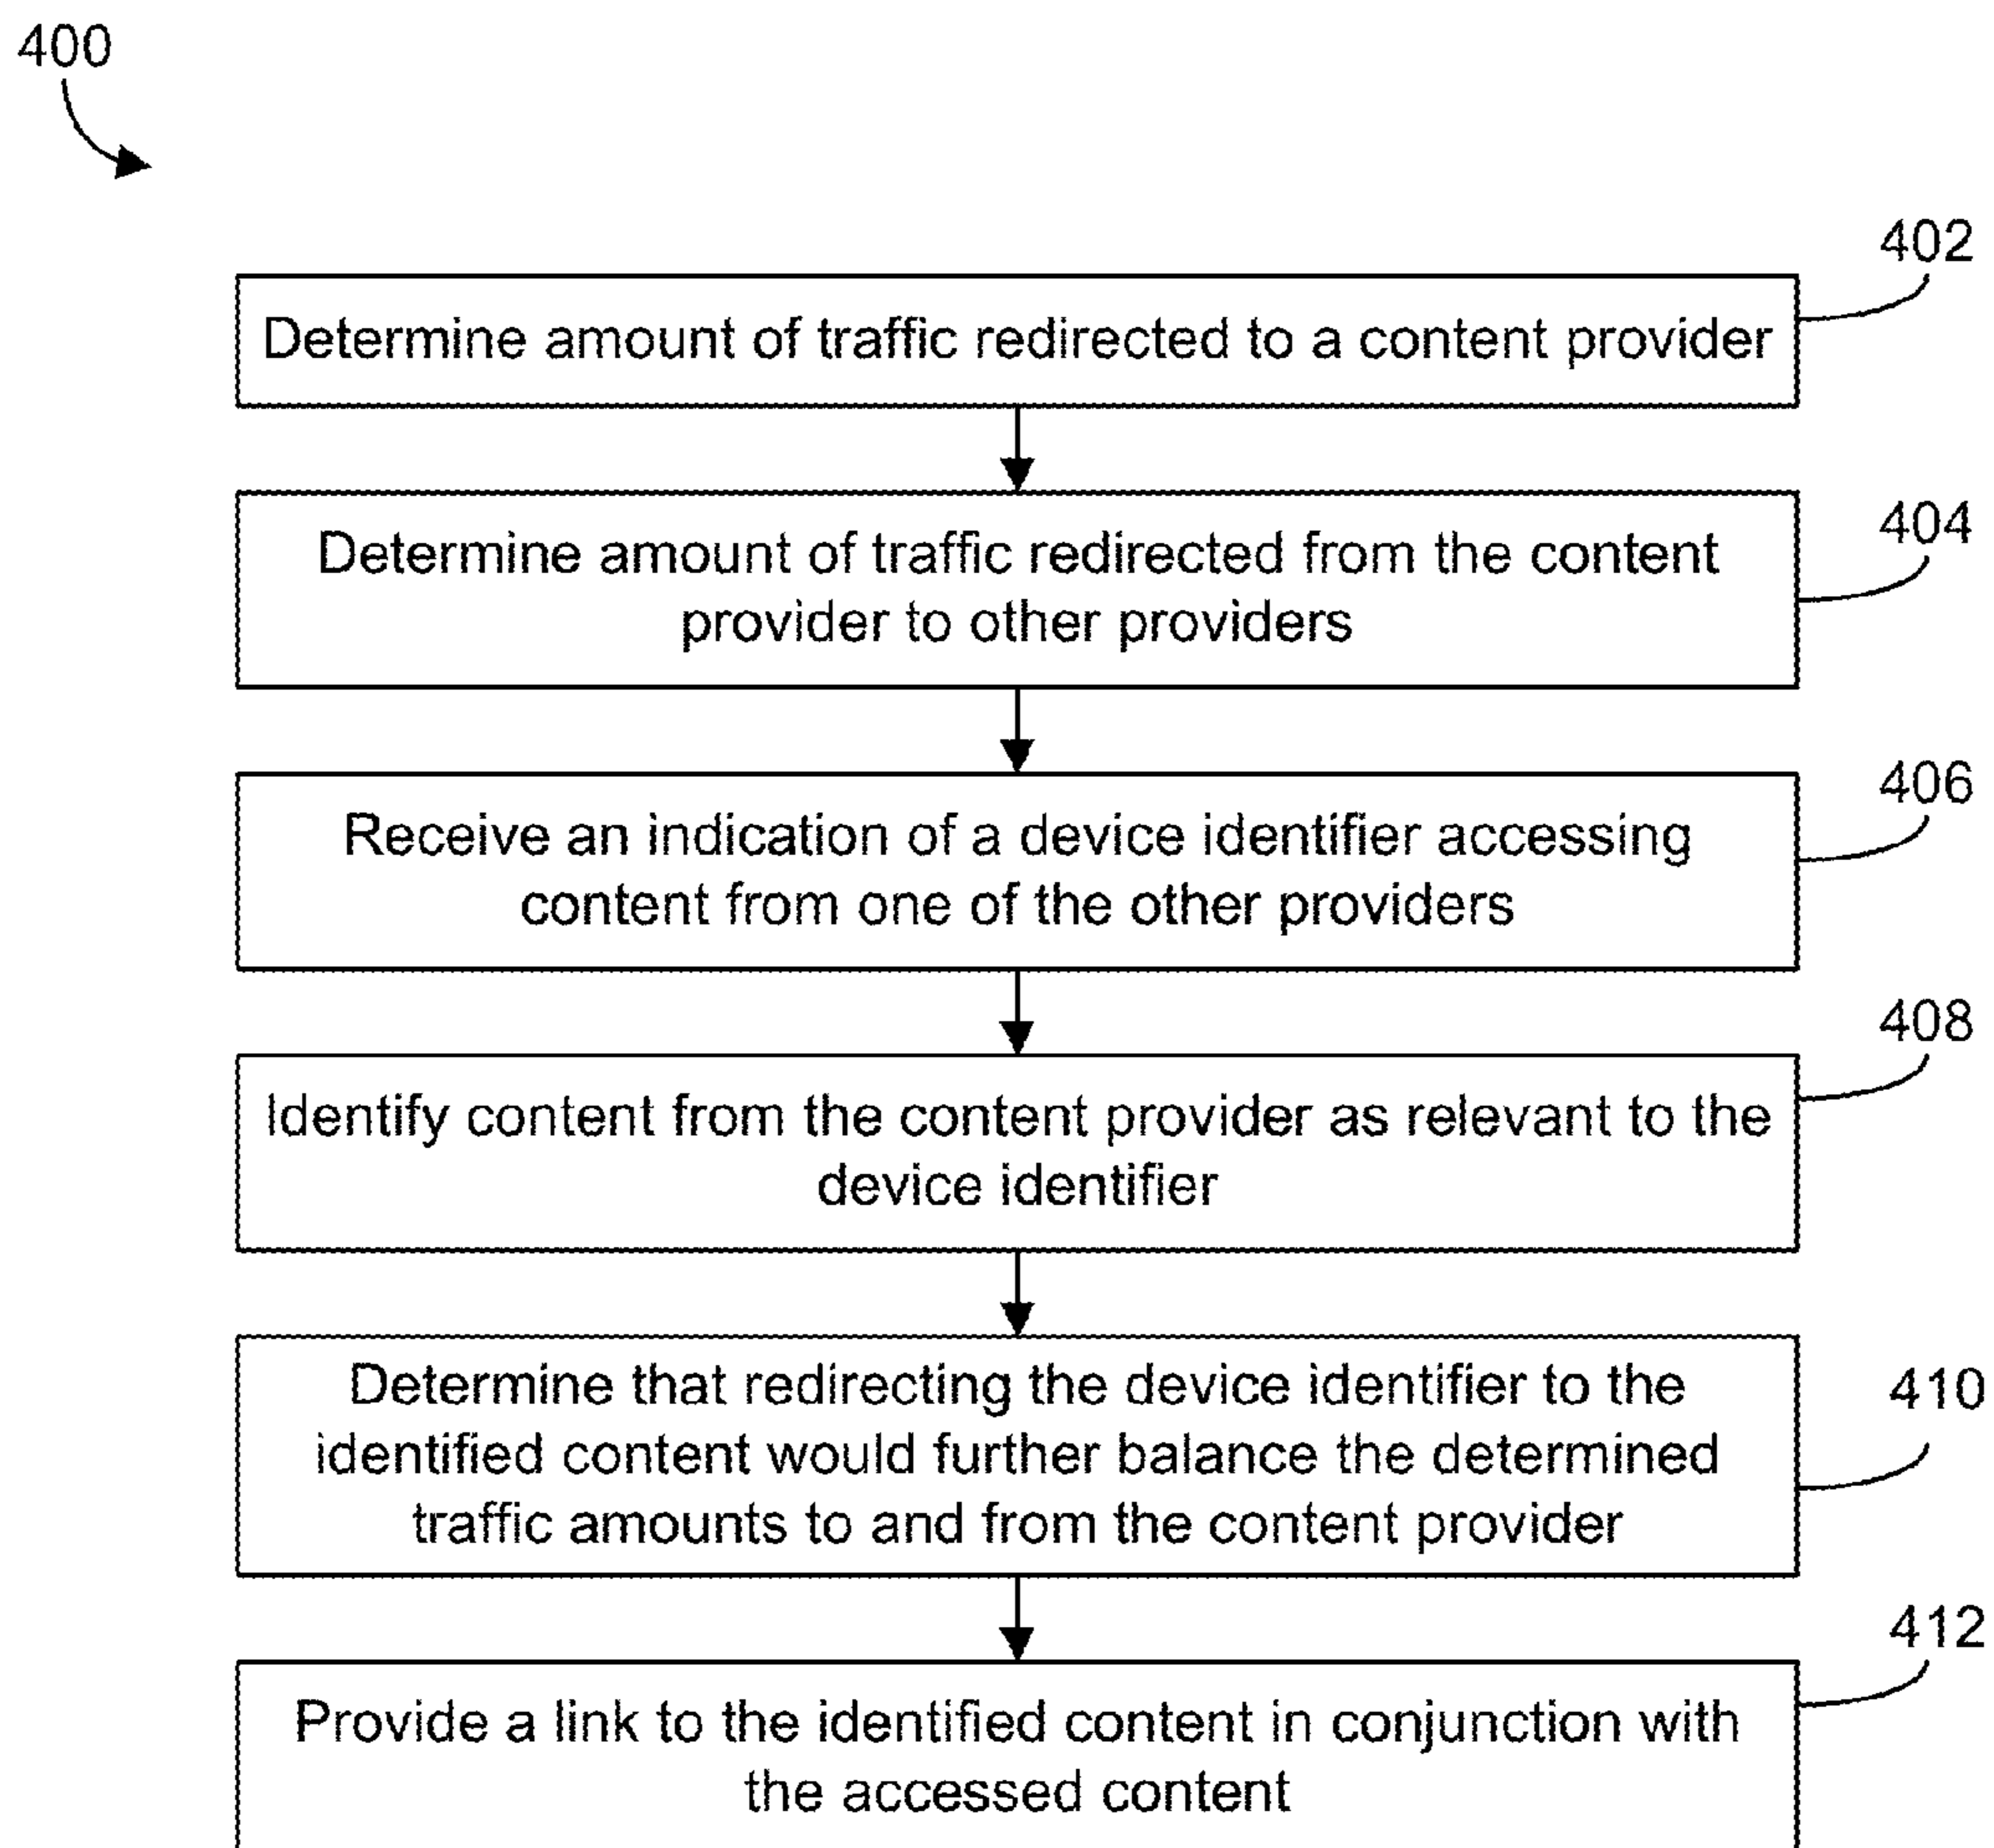 400
402
Determine amount of traffic redirected to a content provider
404
Determine amount of traffic redirected from the content
provider to other providers
406
Receive an indication of a device identifier accessing
content from one of the other providers
408
Identify content from the content provider as relevant to the
device identifier
410
Determine that redirecting the device identifier to the
identified content would further balance the determined
traffic amounts to and from the content provider
412
Provide a link to the identified content in conjunction with
the accessed content